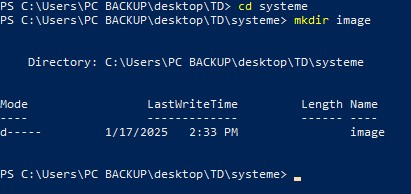 PS C:\Users\PC BACKUP\desktop\TD> cd systeme
PS C:\Users\PC BACKUP\desktop\TD\systeme> mkdir image
Directory: C:\Users\PC BACKUP\desktop\TD\systeme
Mode LastWriteTime Length Name
---- ------------- ------ ----
d----- 1/17/2025 2:33 PM image
PS C:\Users\PC BACKUP\desktop\TD\systeme>